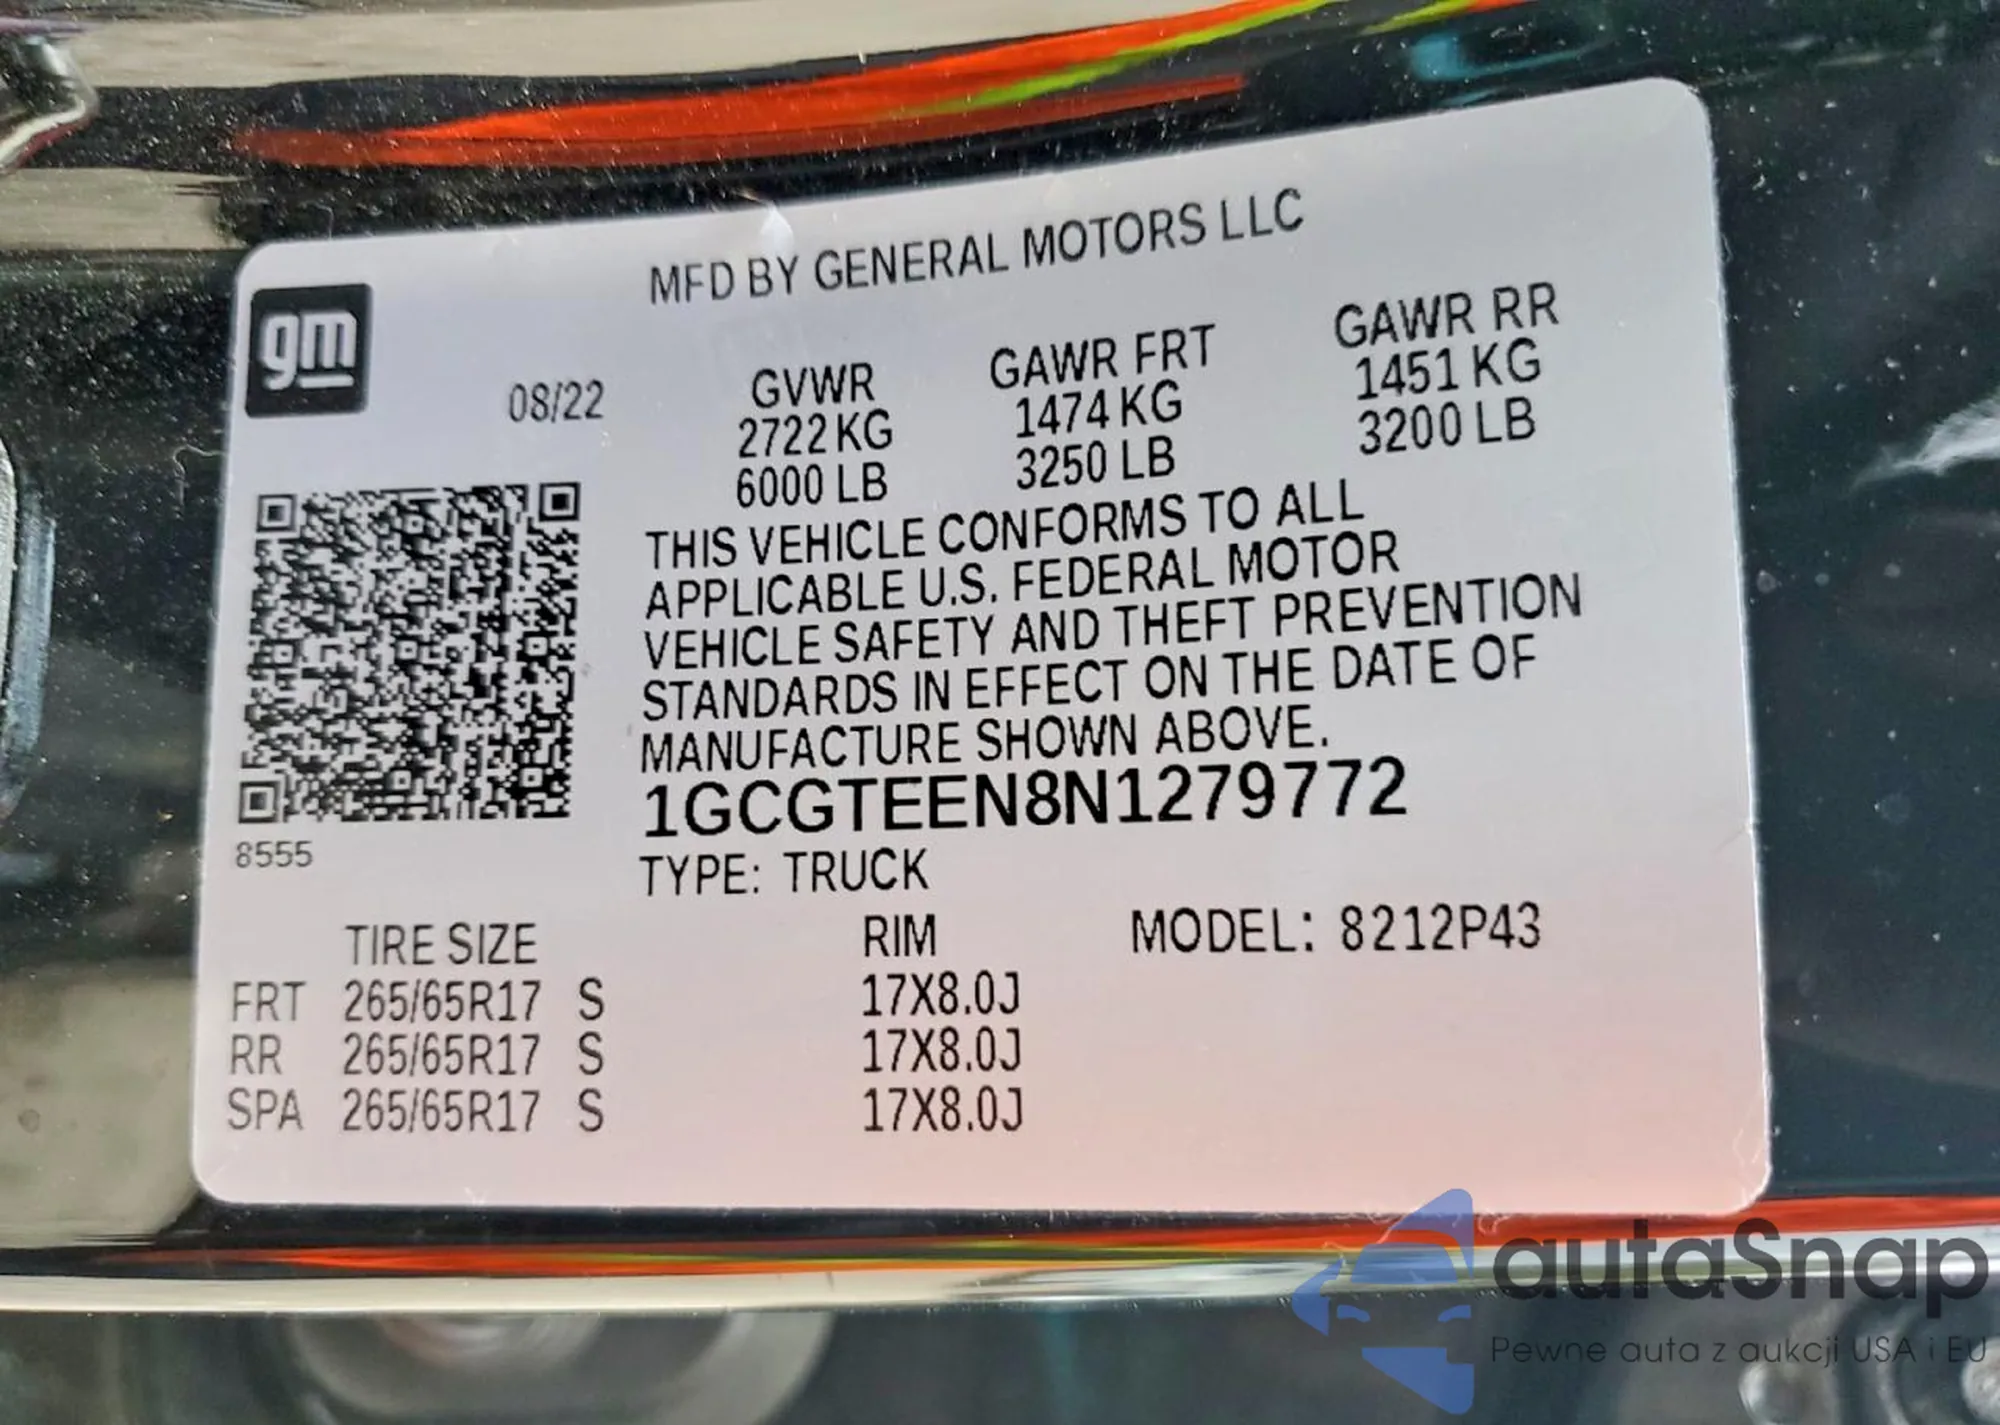 MFD BY GENERAL MOTORS LLC
gm
08/22
GVWR
2722 KG
6000 LB
GAWR FRT
1474 KG
3250 LB
GAWR RR
1451 KG
3200 LB
THIS VEHICLE CONFORMS TO ALL
APPLICABLE U.S. FEDERAL MOTOR
VEHICLE SAFETY AND THEFT PREVENTION
STANDARDS IN EFFECT ON THE DATE OF
MANUFACTURE SHOWN ABOVE.
1GCGTEEN8N1279772
8555
TYPE: TRUCK
TIRE SIZE RIM MODEL: 8212P43
FRT 265/65R17 S 17X8.0J
RR 265/65R17 S 17X8.0J
SPA 265/65R17 S 17X8.0J
autaSnap
Pewne auta z aukcji USA i EU